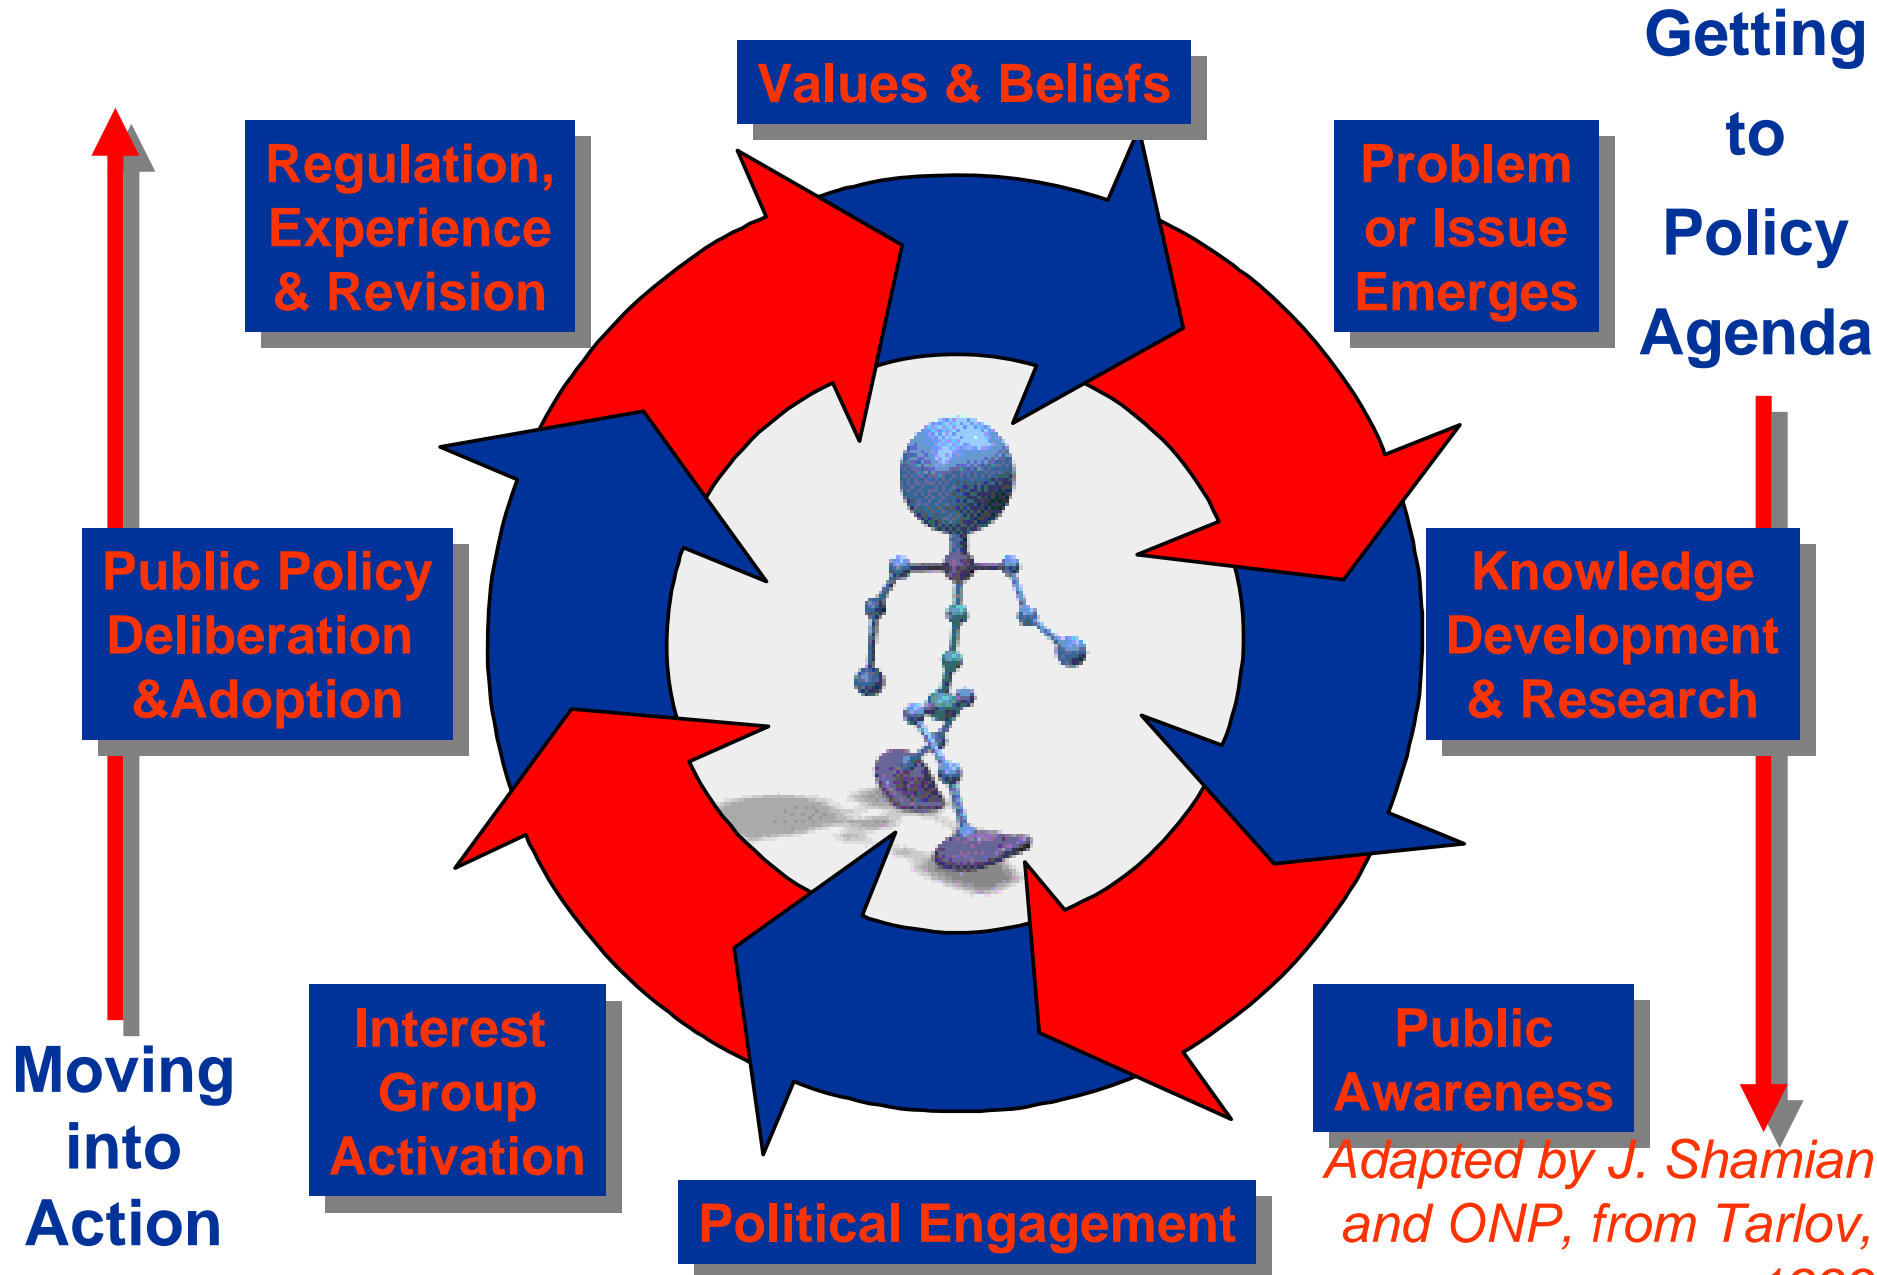 Getting
to
Policy
Agenda
Values & Beliefs
Problem
or Issue
Emerges
Knowledge
Development
& Research
Public
Awareness
Political Engagement
Interest
Group
Activation
Public Policy
Deliberation
&Adoption
Regulation,
Experience
& Revision
Moving
into
Action
Adapted by J. Shamian
and ONP, from Tarlov,